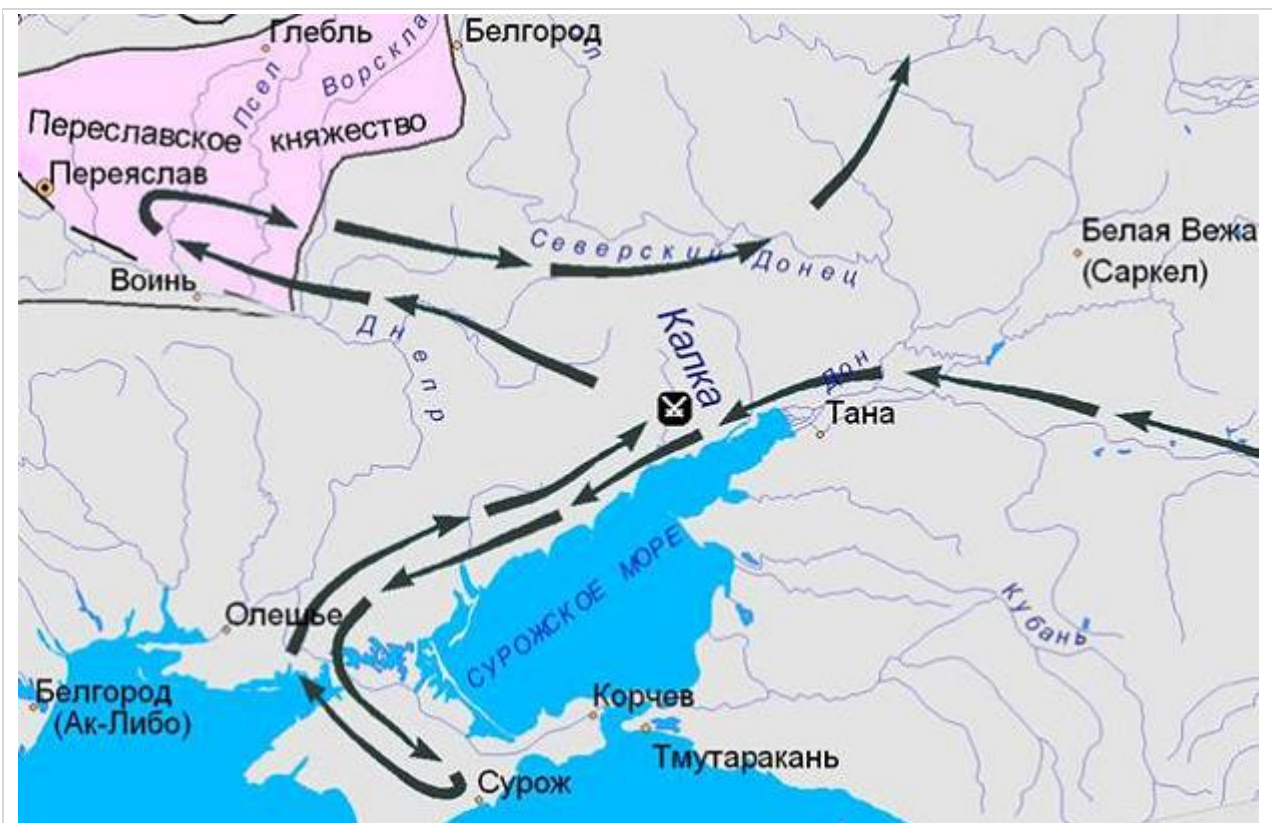 Глебль
Белгород
Ворскла
Псел
Переславское княжество
Переяслав
Северский Донец
Белая Вежа
(Саркел)
Воинь
Днепр
Калка
Дон
Тана
СУРОЖСКОЕ МОРЕ
Кубань
Олешье
Белгород
(Ак-Либо)
Корчев
Тмутаракань
Сурож